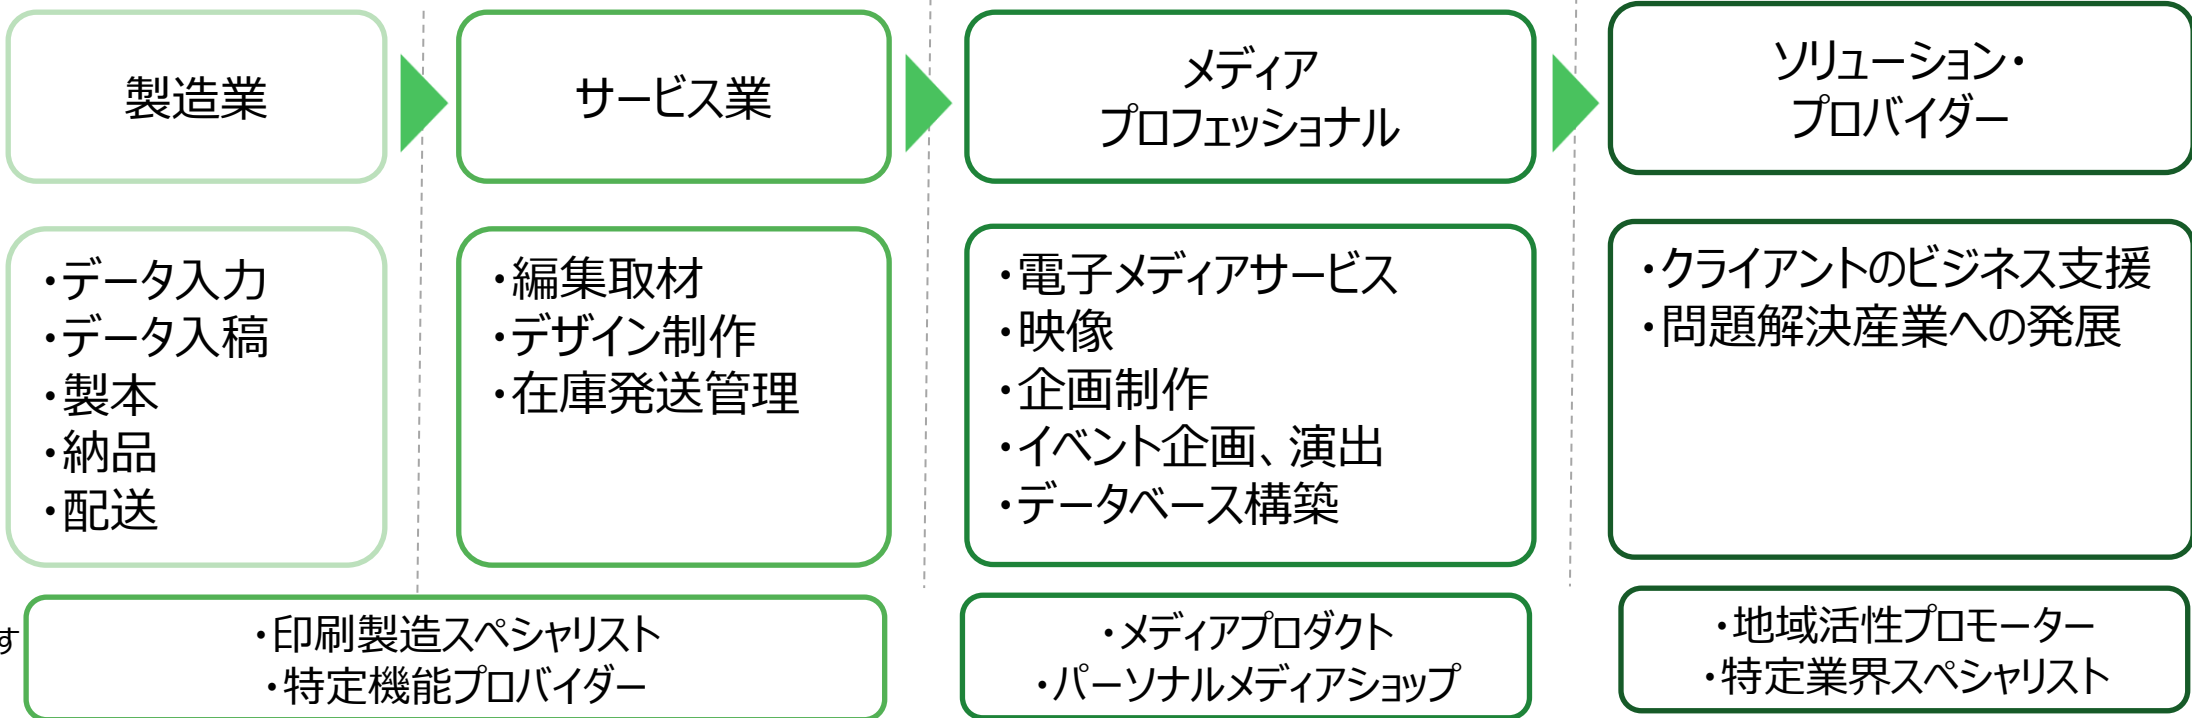 製造業
サービス業
メディア
プロフェッショナル
ソリューション・
プロバイダー
・データ入力
・データ入稿
・製本
・納品
・配送
・編集取材
・デザイン制作
・在庫発送管理
・電子メディアサービス
・映像
・企画制作
・イベント企画、演出
・データベース構築
・クライアントのビジネス支援
・問題解決産業への発展
す
・印刷製造スペシャリスト
・特定機能プロバイダー
・メディアプロダクト
・パーソナルメディアショップ
・地域活性プロモーター
・特定業界スペシャリスト